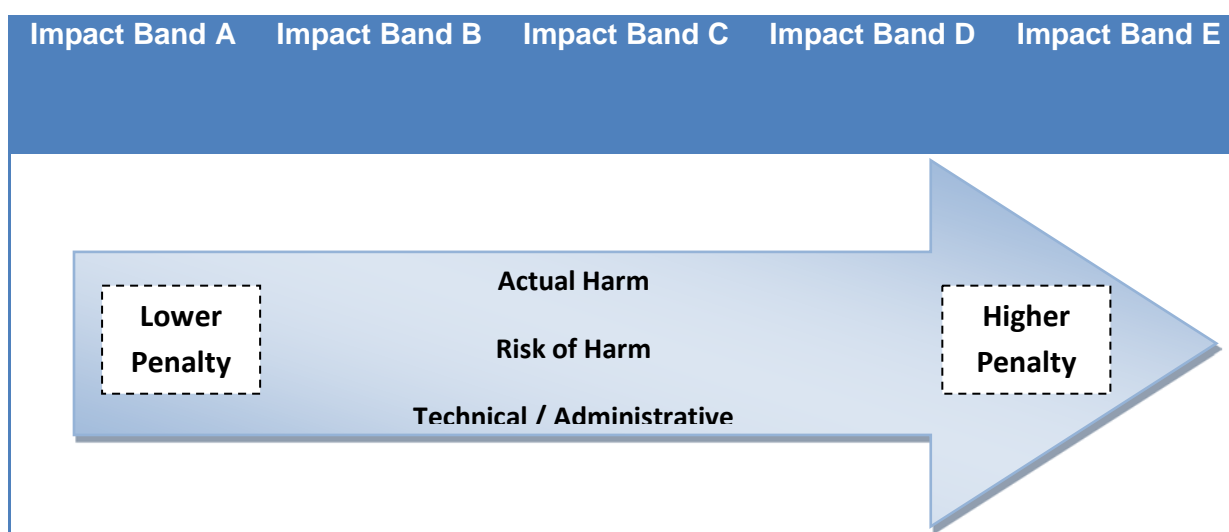 Impact Band A Impact Band B Impact Band C Impact Band D Impact Band E
Actual Harm
Lower
Penalty
Risk of Harm
Technical / Administrative
Higher
Penalty